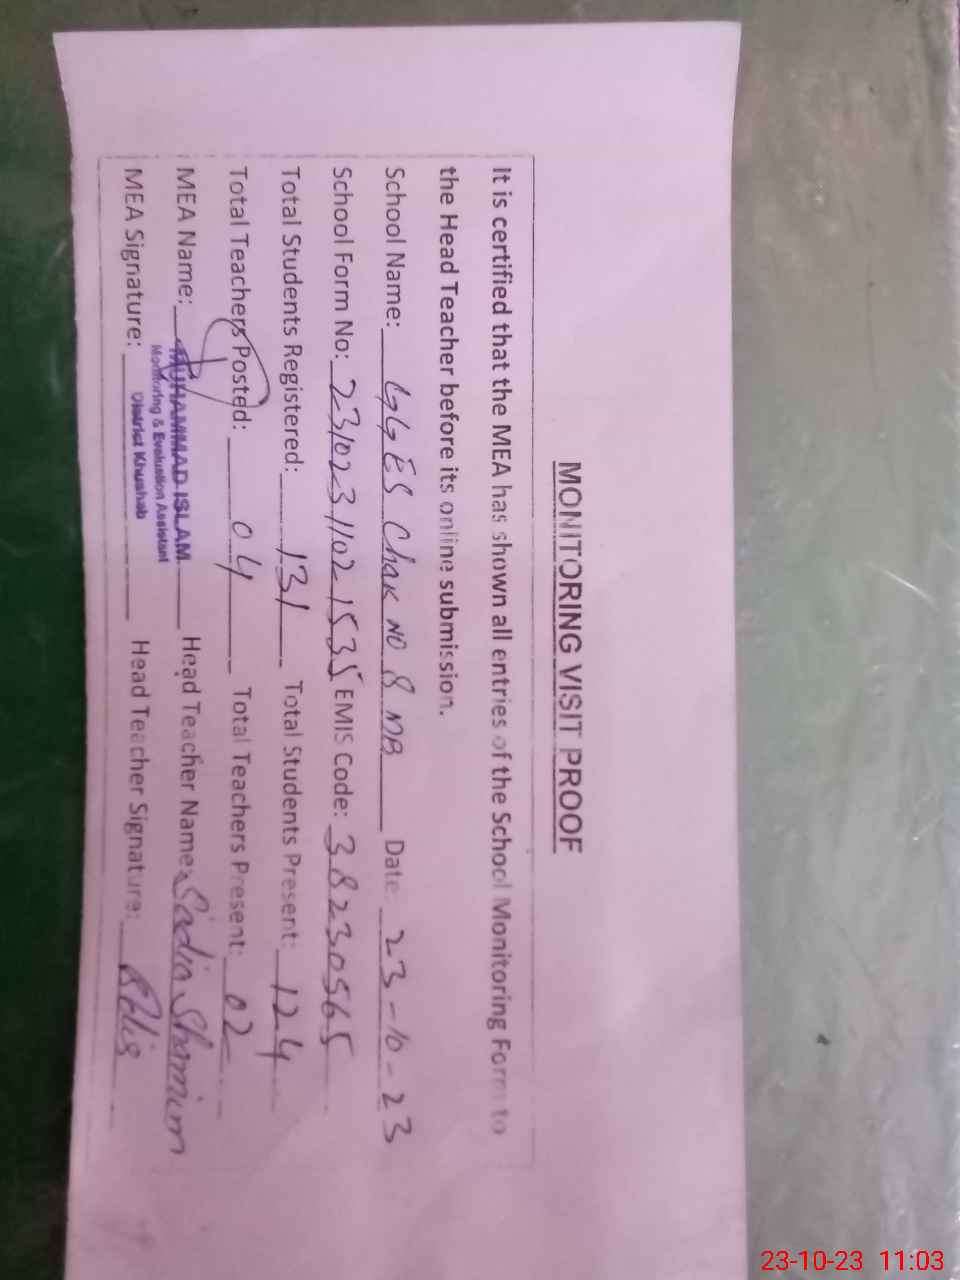 MONITORING VISIT PROOF
It is certified that the MEA has shown all entries of the School Monitoring Form to
the Head Teacher before its online submission.
School Name: GGES Chak NO 8 MB Date: 23-10-23
School Form No: 23102311021535 EMIS Code: 38230565
Total Students Registered: 131 Total Students Present: 124
Total Teachers Posted: 04 Total Teachers Present: 02
MEA Name: MUHAMMAD ISLAM Head Teacher Name: Sadia Shamim
Monitoring & Evaluation Assistant
District Khushab
MEA Signature: Head Teacher Signature:
23-10-23 11:03